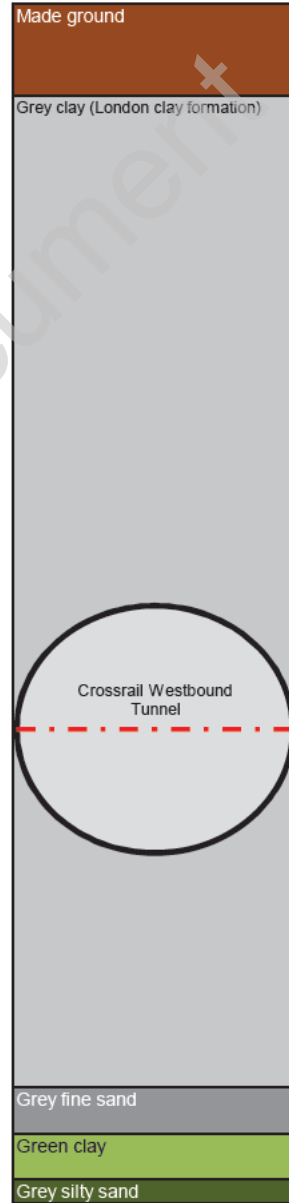 Made ground
Grey clay (London clay formation)
Crossrail Westbound
Tunnel
Grey fine sand
Green clay
Grey silty sand